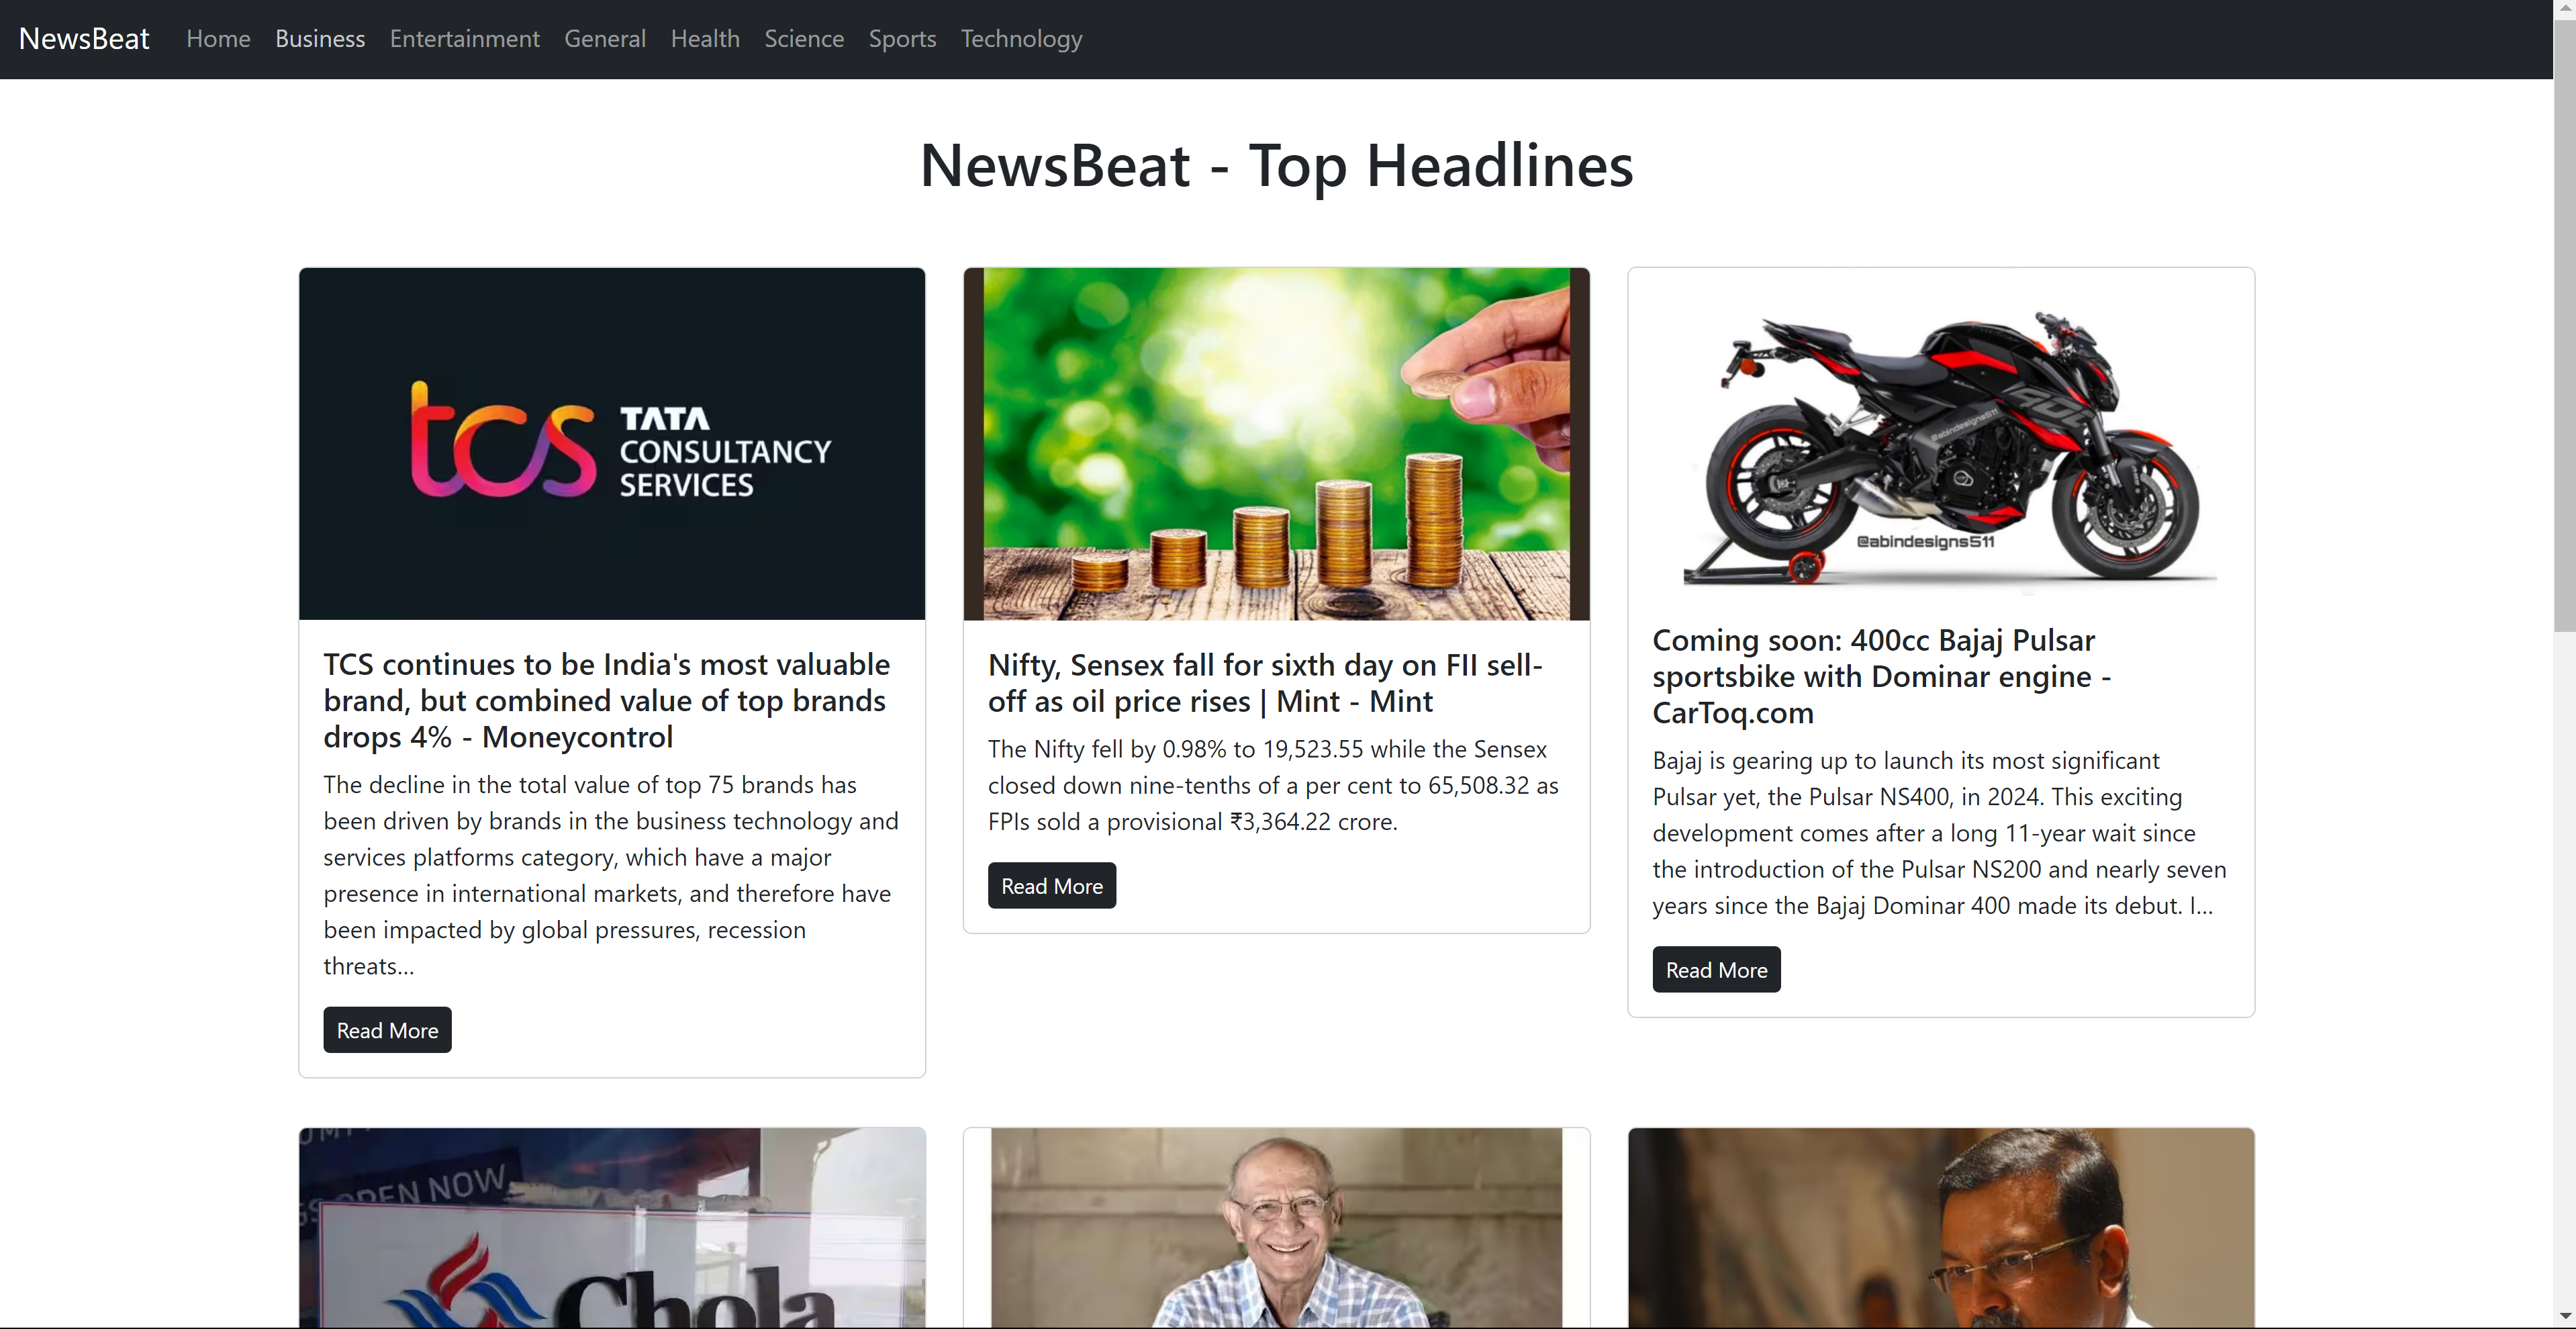 NewsBeat Home Business Entertainment General Health Science Sports Technology
NewsBeat - Top Headlines
tcs TATA
CONSULTANCY
SERVICES
TCS continues to be India's most valuable
brand, but combined value of top brands
drops 4% - Moneycontrol
The decline in the total value of top 75 brands has
been driven by brands in the business technology and
services platforms category, which have a major
presence in international markets, and therefore have
been impacted by global pressures, recession
threats...
Read More
Nifty, Sensex fall for sixth day on FII sell-
off as oil price rises | Mint - Mint
The Nifty fell by 0.98% to 19,523.55 while the Sensex
closed down nine-tenths of a per cent to 65,508.32 as
FPIs sold a provisional ₹3,364.22 crore.
Read More
@abindesigns511
@abindesigns511
Coming soon: 400cc Bajaj Pulsar
sportsbike with Dominar engine -
CarToq.com
Bajaj is gearing up to launch its most significant
Pulsar yet, the Pulsar NS400, in 2024. This exciting
development comes after a long 11-year wait since
the introduction of the Pulsar NS200 and nearly seven
years since the Bajaj Dominar 400 made its debut. I...
Read More
OPEN NOW
Chola